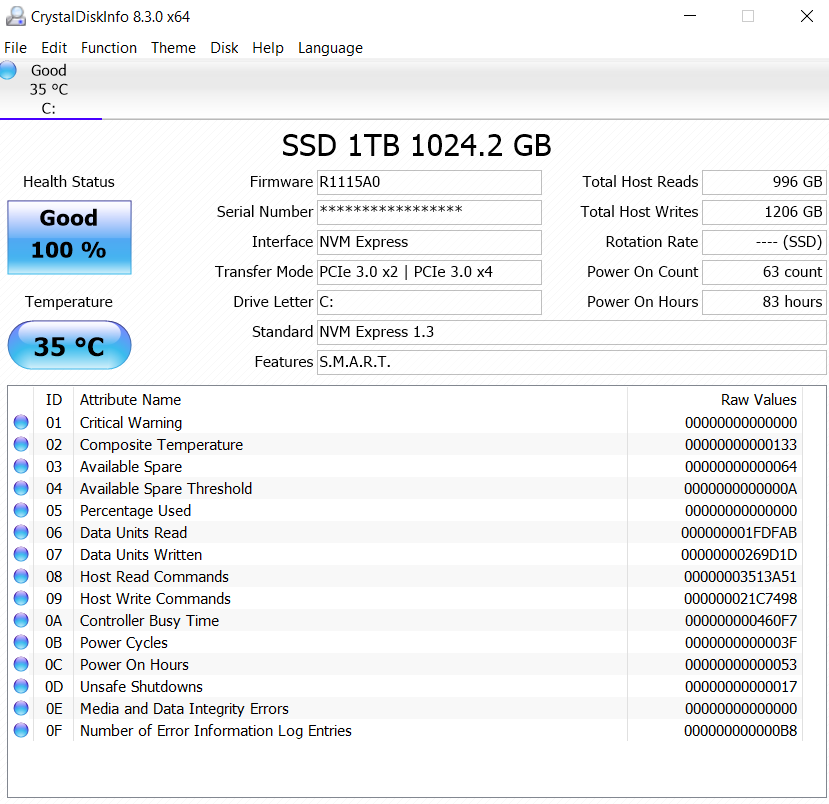 CrystalDiskInfo 8.3.0 x64
File Edit Function Theme Disk Help Language
Good
35 °C
C:
SSD 1TB 1024.2 GB
Health Status
Good
100 %
Temperature
35 °C
Firmware R1115A0
Serial Number *****************
Interface NVM Express
Transfer Mode PCIe 3.0 x2 | PCIe 3.0 x4
Drive Letter C:
Standard NVM Express 1.3
Features S.M.A.R.T.
Total Host Reads 996 GB
Total Host Writes 1206 GB
Rotation Rate ---- (SSD)
Power On Count 63 count
Power On Hours 83 hours
ID Attribute Name Raw Values
01 Critical Warning 00000000000000
02 Composite Temperature 00000000000133
03 Available Spare 00000000000064
04 Available Spare Threshold 0000000000000A
05 Percentage Used 00000000000000
06 Data Units Read 000000001FDFAB
07 Data Units Written 00000000269D1D
08 Host Read Commands 00000003513A51
09 Host Write Commands 000000021C7498
0A Controller Busy Time 000000000460F7
0B Power Cycles 0000000000003F
0C Power On Hours 00000000000053
0D Unsafe Shutdowns 00000000000017
0E Media and Data Integrity Errors 00000000000000
0F Number of Error Information Log Entries 000000000000B8